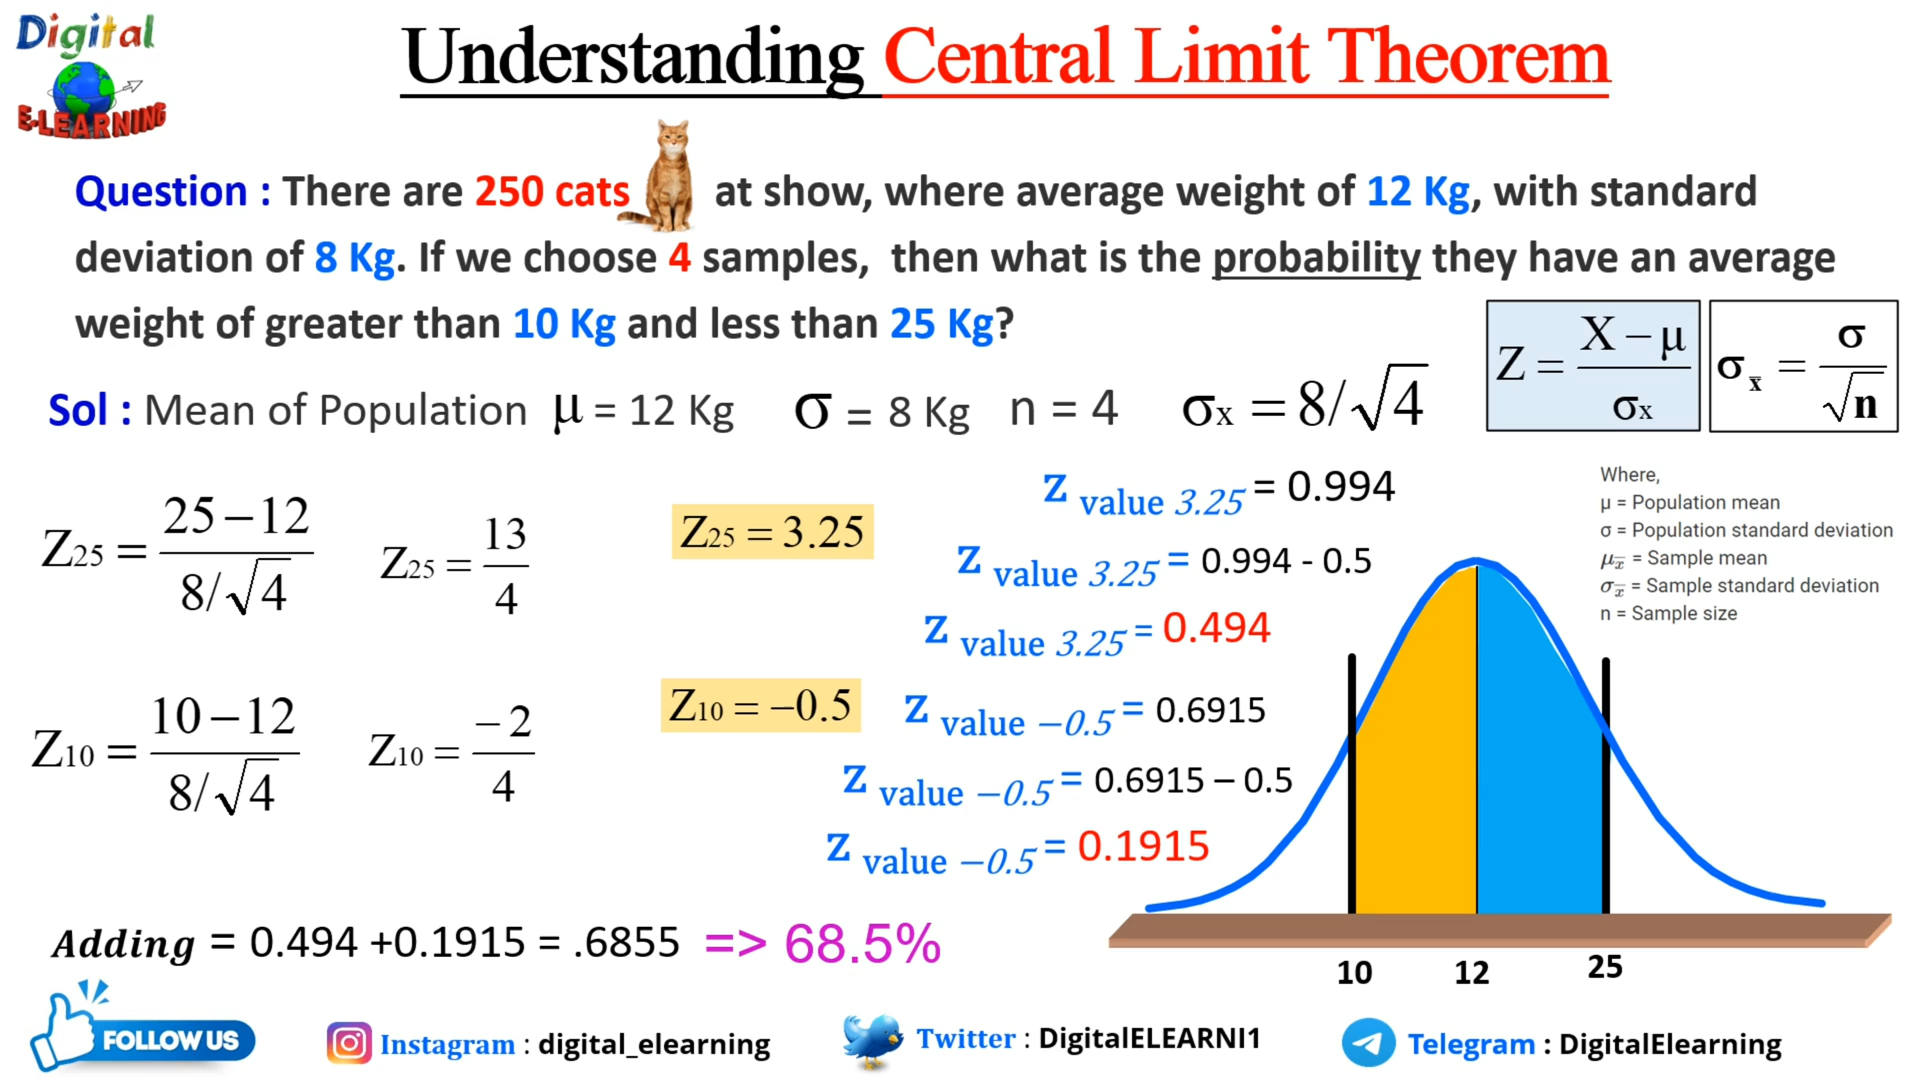 Digital
E-LEARNING
Understanding Central Limit Theorem
Question : There are 250 cats at show, where average weight of 12 Kg, with standard
deviation of 8 Kg. If we choose 4 samples, then what is the probability they have an average
weight of greater than 10 Kg and less than 25 Kg?
Z = (X − μ) / σx
σx̄ = σ / √n
Sol : Mean of Population μ = 12 Kg σ = 8 Kg n = 4 σx = 8/√4
Where,
μ = Population mean
σ = Population standard deviation
μx̄ = Sample mean
σx̄ = Sample standard deviation
n = Sample size
Z25 = (25 − 12) / (8/√4) Z25 = 13/4 Z25 = 3.25
Z value 3.25 = 0.994
Z value 3.25 = 0.994 - 0.5
Z value 3.25 = 0.494
Z10 = (10 − 12) / (8/√4) Z10 = −2/4 Z10 = −0.5
Z value −0.5 = 0.6915
Z value −0.5 = 0.6915 – 0.5
Z value −0.5 = 0.1915
Adding = 0.494 +0.1915 = .6855 => 68.5%
10 12 25
FOLLOW US
Instagram : digital_elearning
Twitter : DigitalELEARNI1
Telegram : DigitalElearning